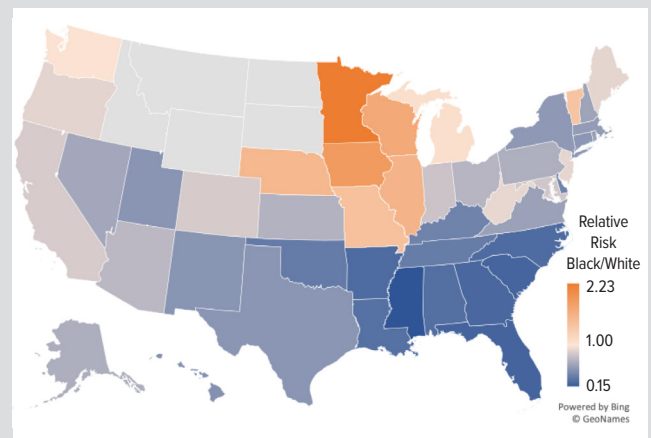 Relative
Risk
Black/White
2.23
1.00
0.15
Powered by Bing
© GeoNames